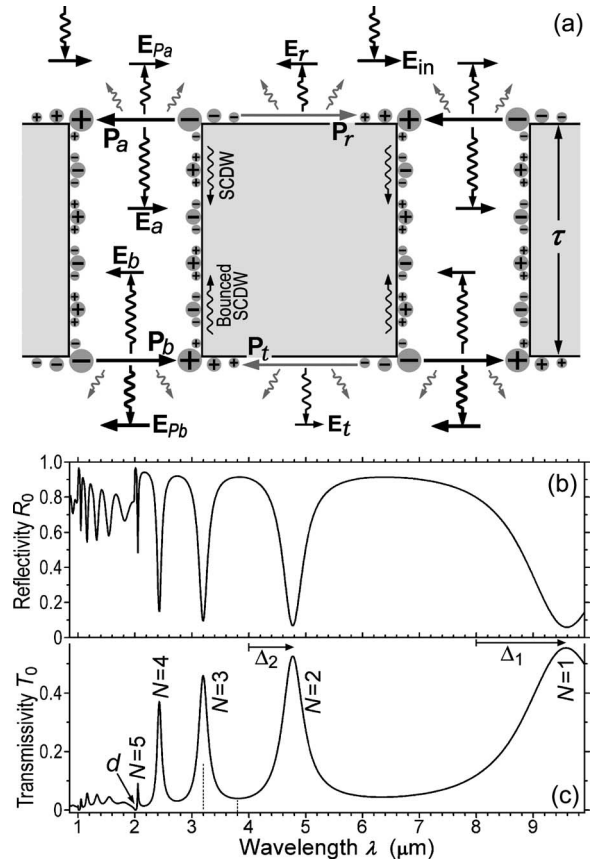 (a)
E_Pa
E_r
E_in
P_a
P_r
SCDW
E_a
τ
E_b
Bounced
SCDW
P_b
P_t
E_Pb
E_t
(b)
1.0
0.8
0.6
0.4
0.2
0
Reflectivity R_0
Δ_2
Δ_1
N=5
N=4
N=3
N=2
N=1
d
0.4
0.2
0
Transmissivity T_0
(c)
1 2 3 4 5 6 7 8 9
Wavelength λ (μm)